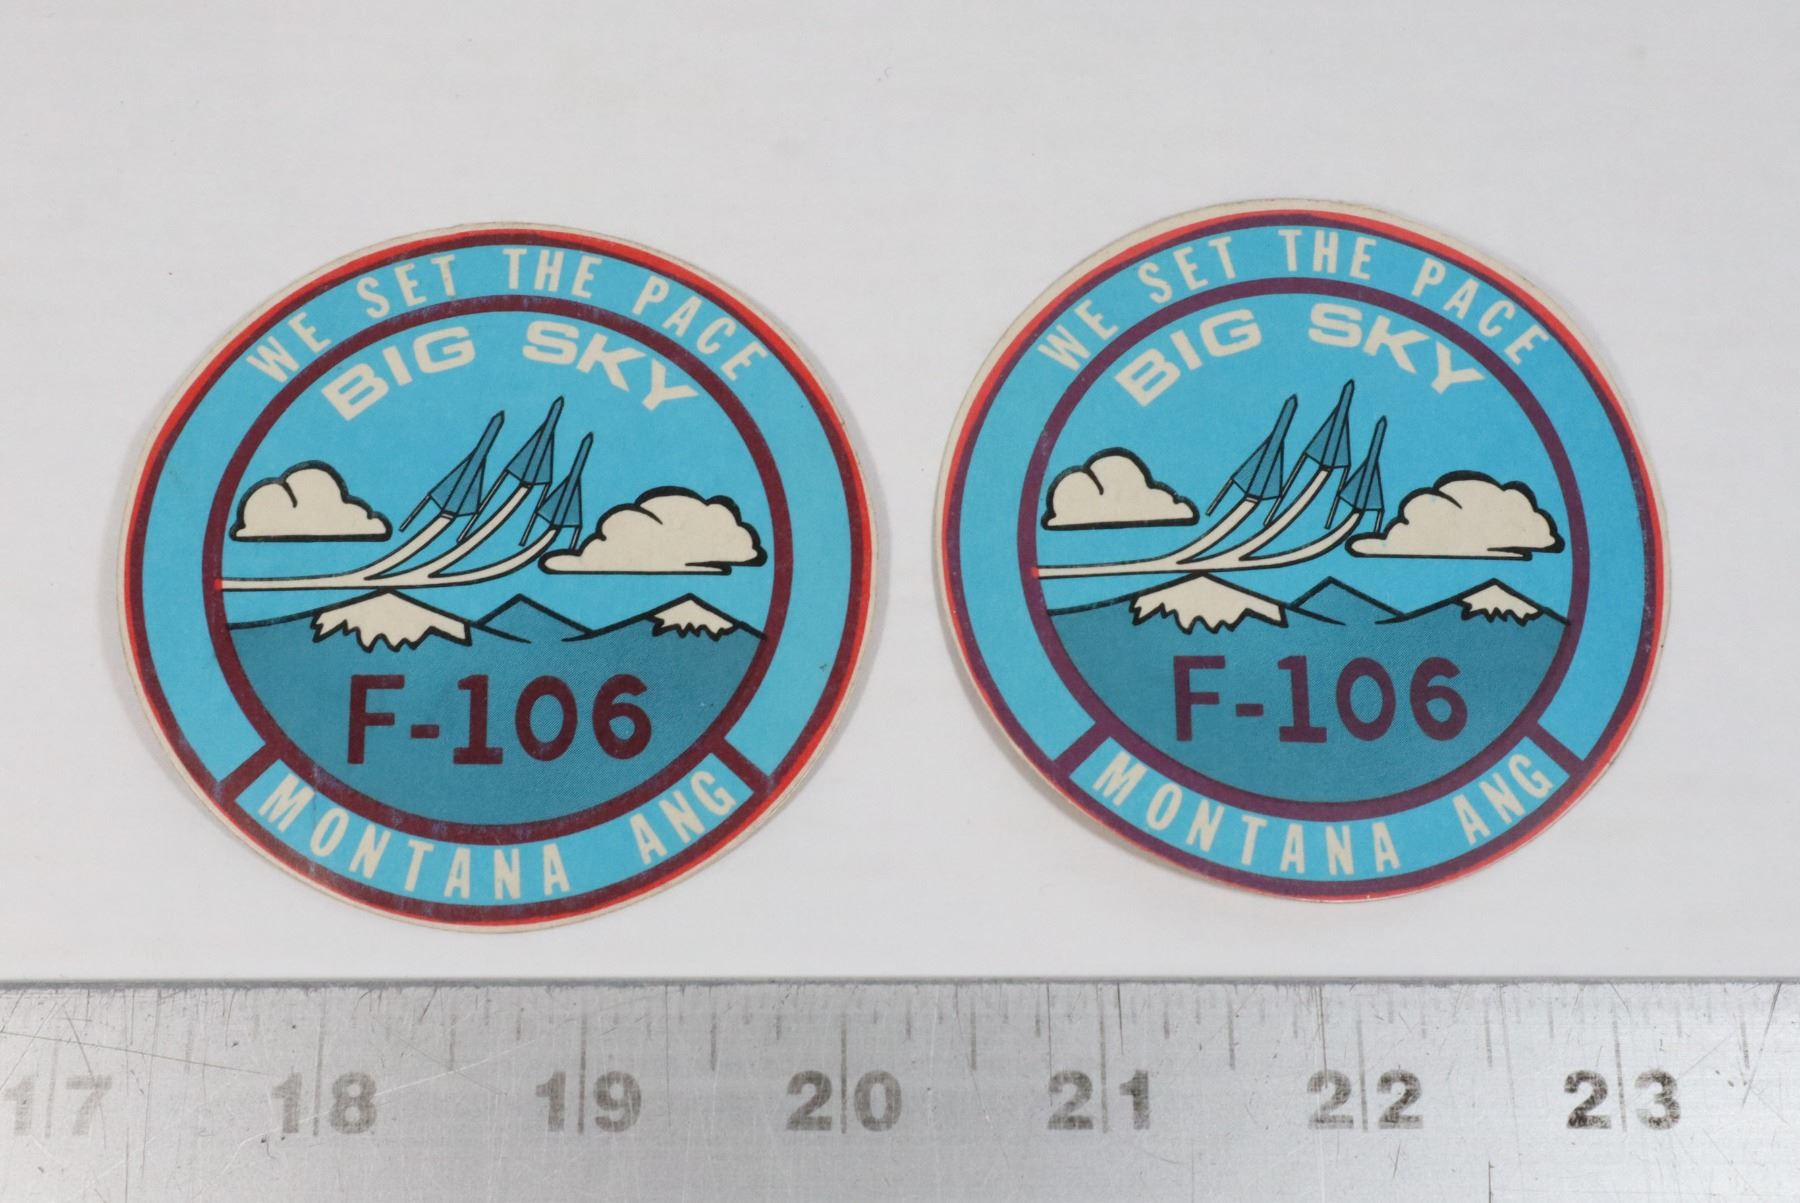 WE SET THE PACE
BIG SKY
F-106
MONTANA ANG
WE SET THE PACE
BIG SKY
F-106
MONTANA ANG
17 18 19 20 21 22 23